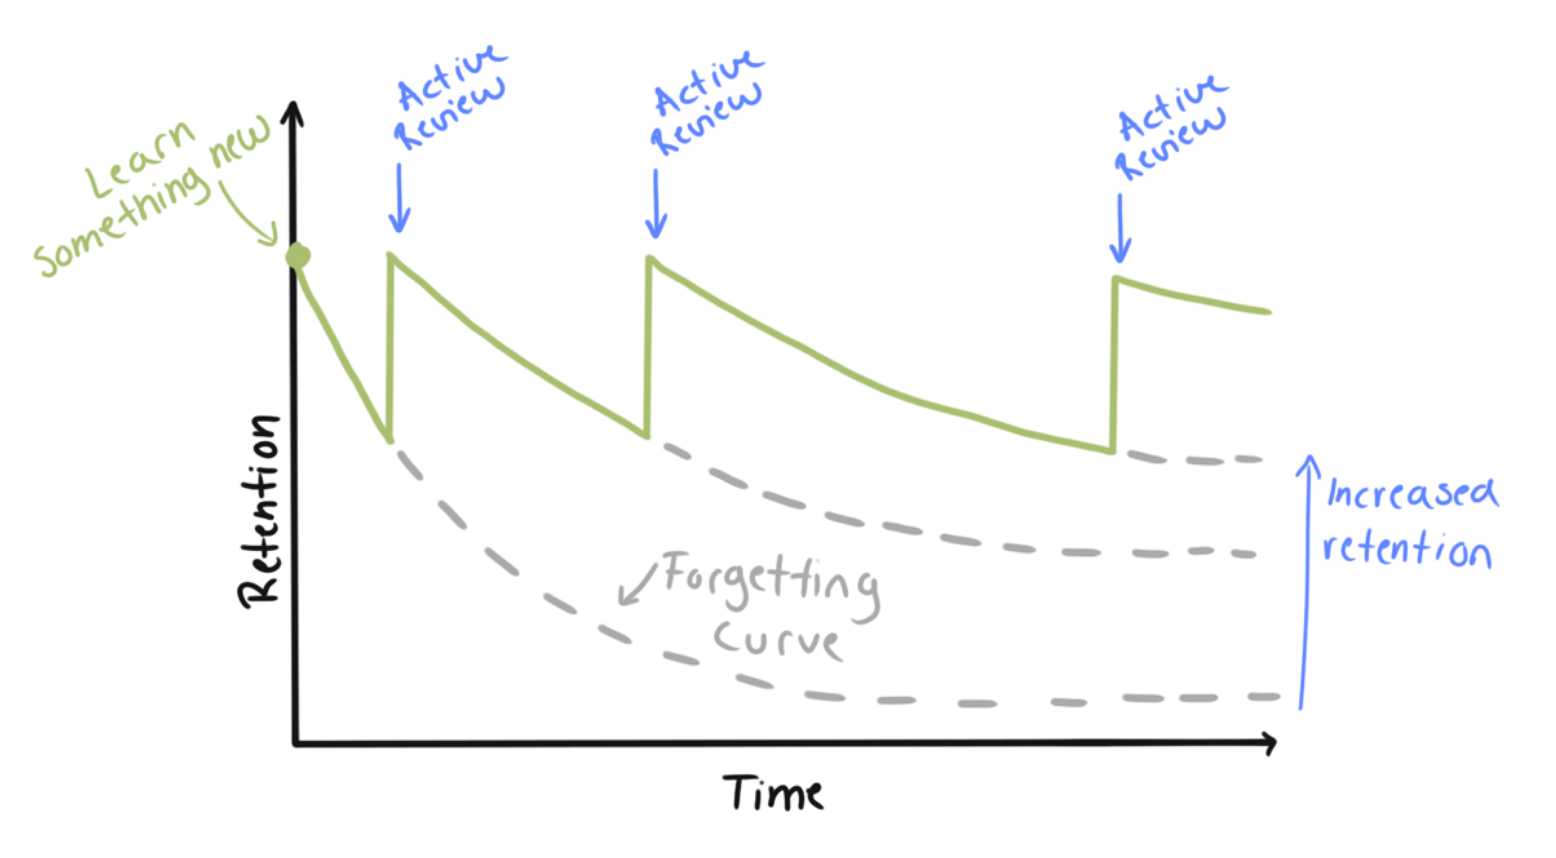 Active
Review
Active
Review
Active
Review
Learn
Something new
Retention
Increased
retention
Forgetting
Curve
Time